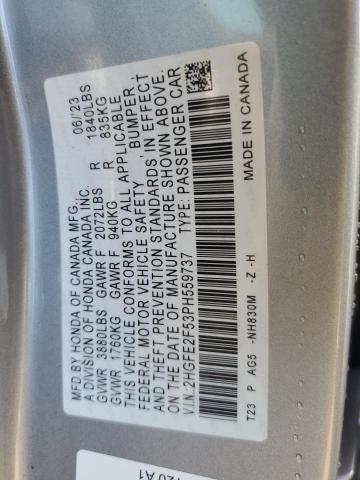 MFD.BY HONDA OF CANADA MFG. 06/'23
A DIVISION OF HONDA CANADA INC.
GVWR 3880LBS GAWR F 2072LBS R 1840LBS
GVWR 1760KG GAWR F 940KG R 835KG
THIS VEHICLE CONFORMS TO ALL APPLICABLE
FEDERAL MOTOR VEHICLE SAFETY, BUMPER,
AND THEFT PREVENTION STANDARDS IN EFFECT
ON THE DATE OF MANUFACTURE SHOWN ABOVE.
V.I.N:2HGFE2F53PH559737 TYPE:PASSENGER CAR
T23 P AG5 -NH830M -Z -H MADE IN CANADA
120 A1